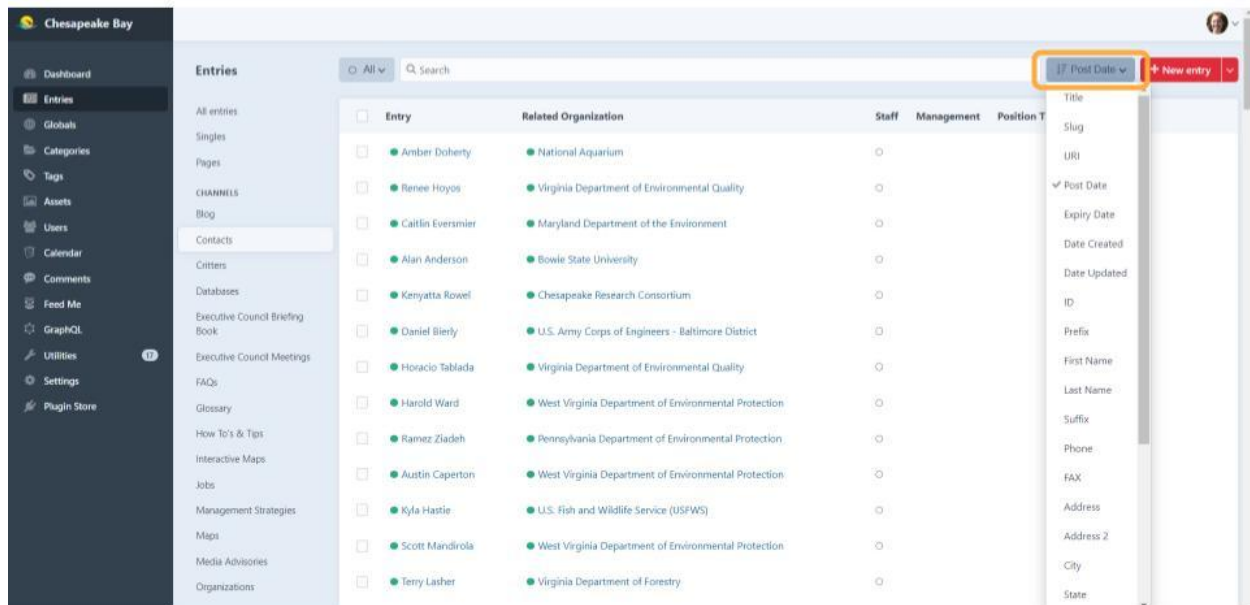 Chesapeake Bay
Dashboard
Entries
Globals
Categories
Tags
Assets
Users
Calendar
Comments
Feed Me
GraphQL
Utilities 17
Settings
Plugin Store
Entries
All entries
Singles
Pages
CHANNELS
Blog
Contacts
Critters
Databases
Executive Council Briefing
Book
Executive Council Meetings
FAQs
Glossary
How To's & Tips
Interactive Maps
Jobs
Management Strategies
Maps
Media Advisories
Organizations
All Search Post Date + New entry
Entry Related Organization Staff Management Position T
Amber Doherty National Aquarium
Renee Hoyos Virginia Department of Environmental Quality
Caitlin Eversmier Maryland Department of the Environment
Alan Anderson Bowie State University
Kenyatta Rowel Chesapeake Research Consortium
Daniel Bierly U.S. Army Corps of Engineers - Baltimore District
Horacio Tablada Virginia Department of Environmental Quality
Harold Ward West Virginia Department of Environmental Protection
Ramez Ziadeh Pennsylvania Department of Environmental Protection
Austin Caperton West Virginia Department of Environmental Protection
Kyla Hastie U.S. Fish and Wildlife Service (USFWS)
Scott Mandirola West Virginia Department of Environmental Protection
Terry Lasher Virginia Department of Forestry
Title
Slug
URI
Post Date
Expiry Date
Date Created
Date Updated
ID
Prefix
First Name
Last Name
Suffix
Phone
FAX
Address
Address 2
City
State